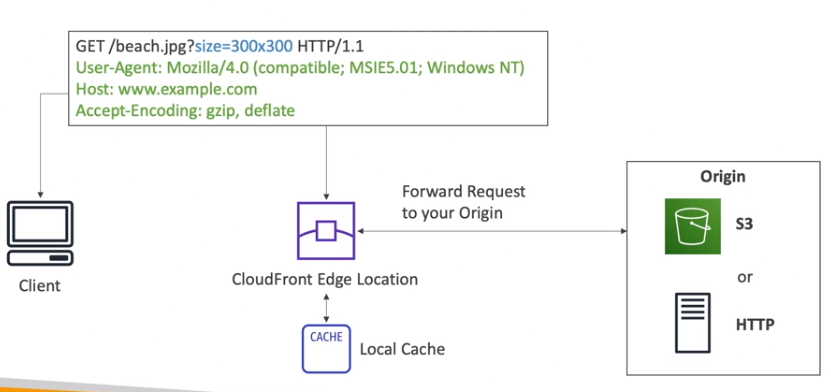 GET /beach.jpg?size=300x300 HTTP/1.1
User-Agent: Mozilla/4.0 (compatible; MSIE5.01; Windows NT)
Host: www.example.com
Accept-Encoding: gzip, deflate
Client
CloudFront Edge Location
CACHE
Local Cache
Forward Request
to your Origin
Origin
S3
or
HTTP